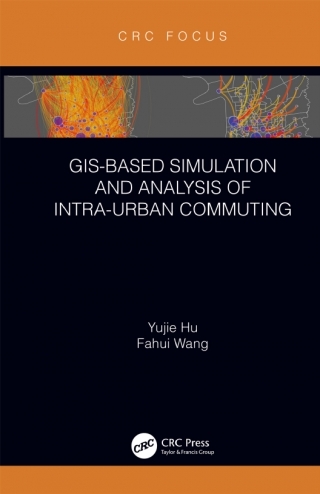 CRC FOCUS
GIS-BASED SIMULATION
AND ANALYSIS OF
INTRA-URBAN COMMUTING
Yujie Hu
Fahui Wang
CRC
CRC Press
Taylor & Francis Group